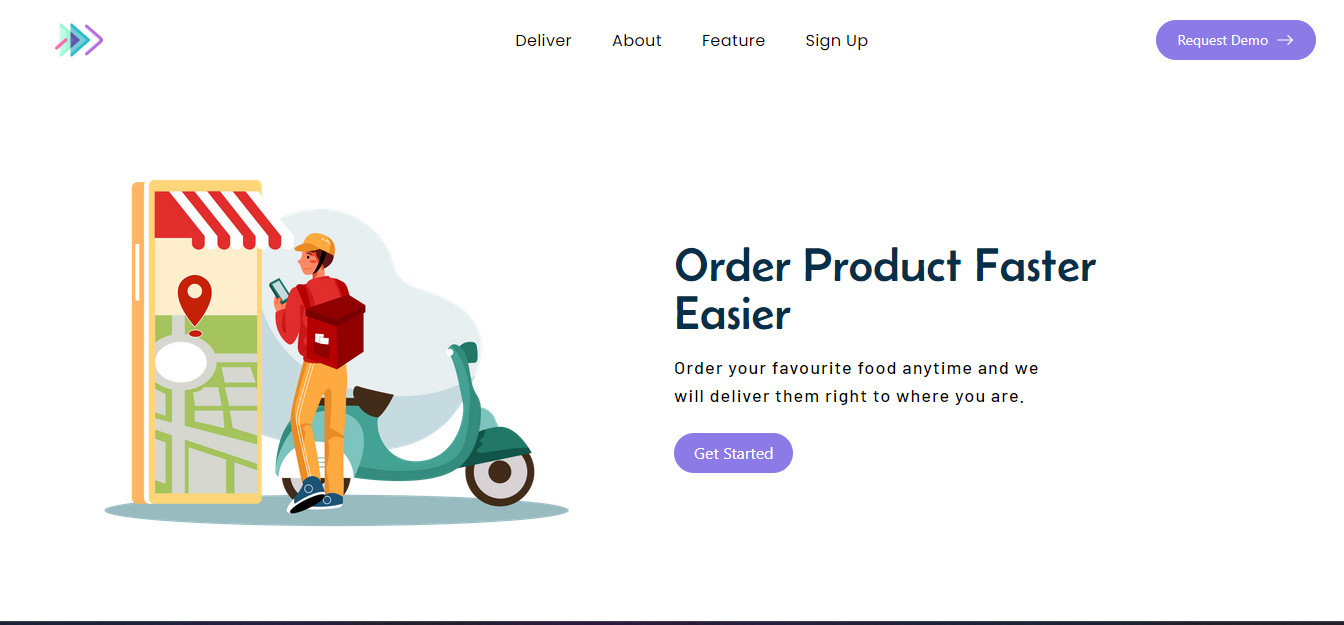 Deliver About Feature Sign Up Request Demo
Order Product Faster
Easier
Order your favourite food anytime and we
will deliver them right to where you are.
Get Started